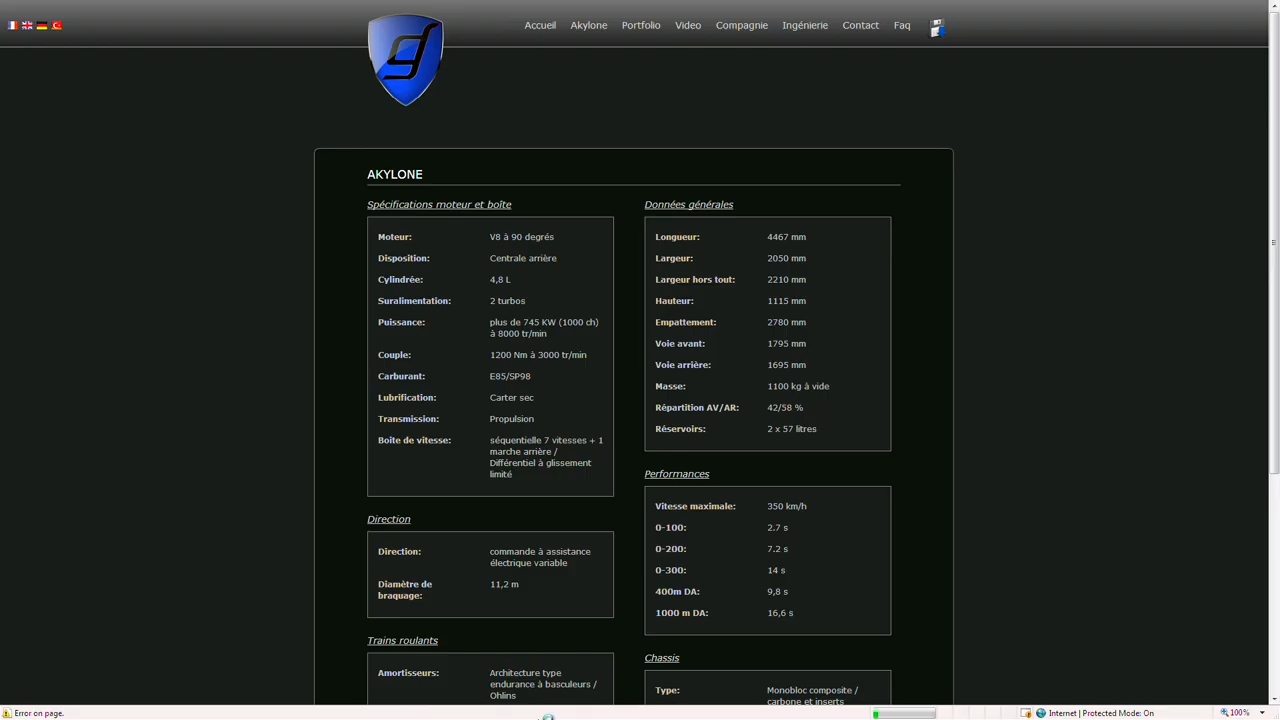 Accueil Akylone Portfolio Video Compagnie Ingénierie Contact Faq
AKYLONE
Spécifications moteur et boîte
Moteur: V8 à 90 degrés
Disposition: Centrale arrière
Cylindrée: 4,8 L
Suralimentation: 2 turbos
Puissance: plus de 745 KW (1000 ch)
à 8000 tr/min
Couple: 1200 Nm à 3000 tr/min
Carburant: E85/SP98
Lubrification: Carter sec
Transmission: Propulsion
Boîte de vitesse: séquentielle 7 vitesses + 1
marche arrière /
Différentiel à glissement
limité
Direction
Direction: commande à assistance
électrique variable
Diamètre de 11,2 m
braquage:
Trains roulants
Amortisseurs: Architecture type
endurance à basculeurs /
Ohlins
Données générales
Longueur: 4467 mm
Largeur: 2050 mm
Largeur hors tout: 2210 mm
Hauteur: 1115 mm
Empattement: 2780 mm
Voie avant: 1795 mm
Voie arrière: 1695 mm
Masse: 1100 kg à vide
Répartition AV/AR: 42/58 %
Réservoirs: 2 x 57 litres
Performances
Vitesse maximale: 350 km/h
0-100: 2.7 s
0-200: 7.2 s
0-300: 14 s
400m DA: 9,8 s
1000 m DA: 16,6 s
Chassis
Type: Monobloc composite /
carbone et inserts
Error on page. Internet | Protected Mode: On 100%